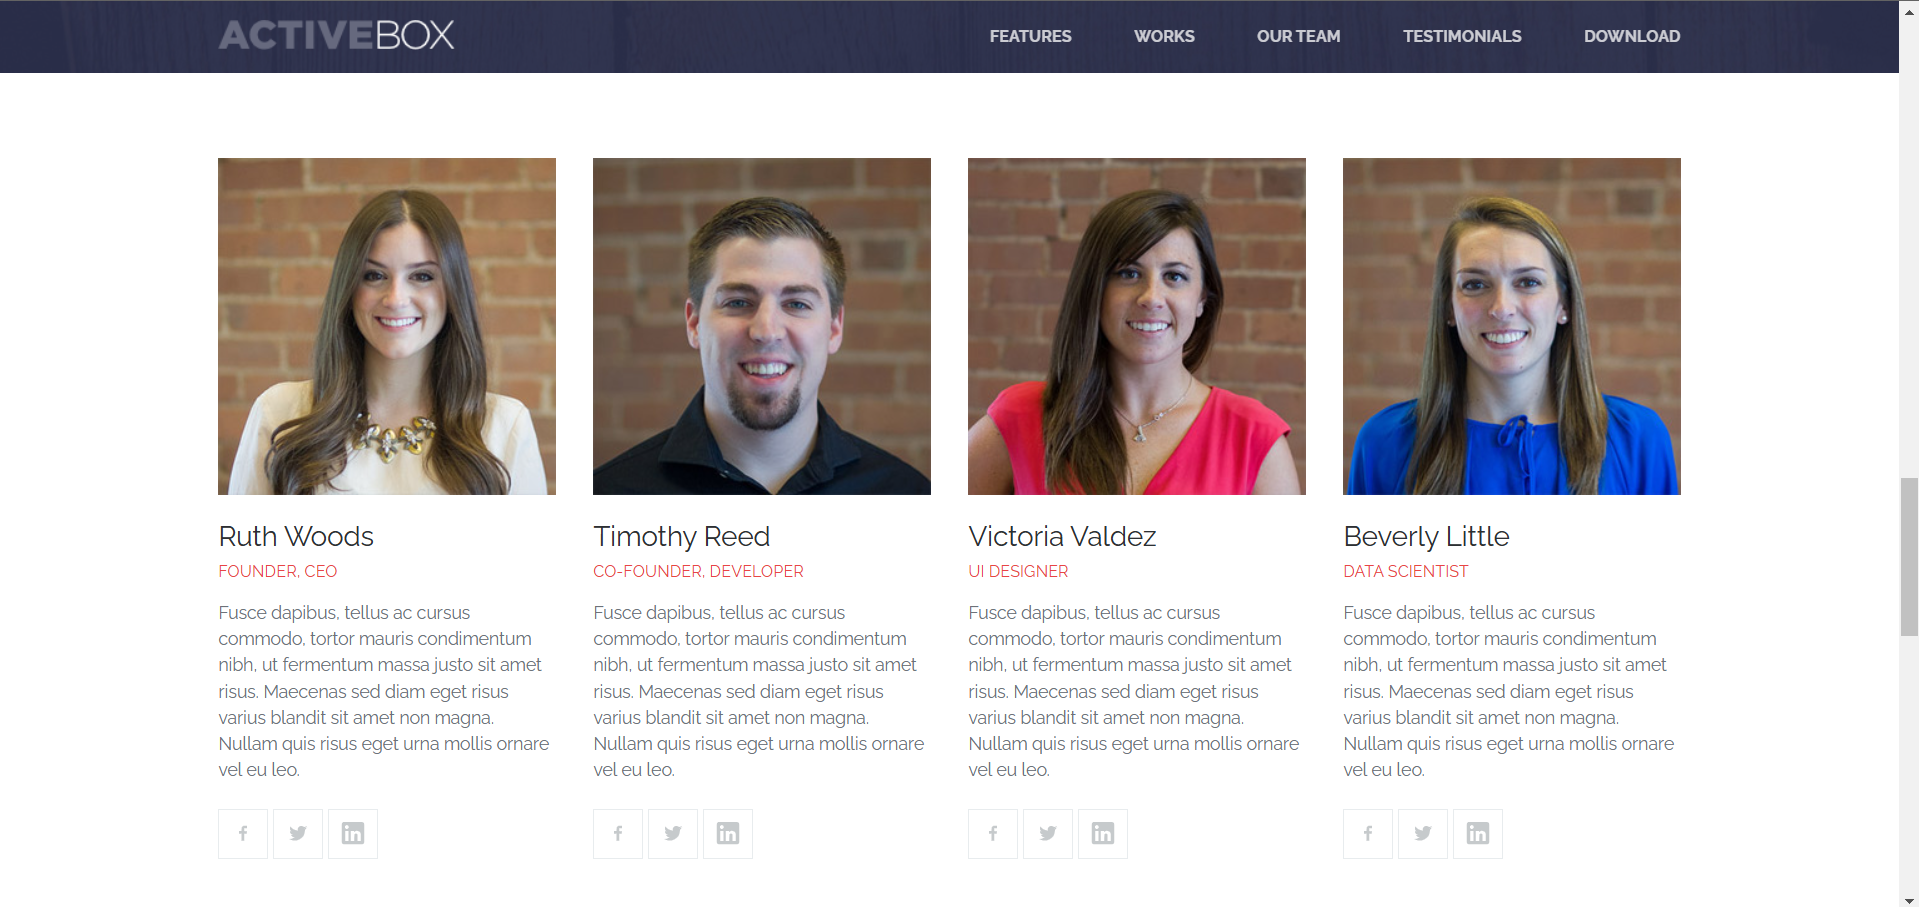 ACTIVEBOX
FEATURES WORKS OUR TEAM TESTIMONIALS DOWNLOAD
Ruth Woods
FOUNDER, CEO
Fusce dapibus, tellus ac cursus
commodo, tortor mauris condimentum
nibh, ut fermentum massa justo sit amet
risus. Maecenas sed diam eget risus
varius blandit sit amet non magna.
Nullam quis risus eget urna mollis ornare
vel eu leo.
Timothy Reed
CO-FOUNDER, DEVELOPER
Fusce dapibus, tellus ac cursus
commodo, tortor mauris condimentum
nibh, ut fermentum massa justo sit amet
risus. Maecenas sed diam eget risus
varius blandit sit amet non magna.
Nullam quis risus eget urna mollis ornare
vel eu leo.
Victoria Valdez
UI DESIGNER
Fusce dapibus, tellus ac cursus
commodo, tortor mauris condimentum
nibh, ut fermentum massa justo sit amet
risus. Maecenas sed diam eget risus
varius blandit sit amet non magna.
Nullam quis risus eget urna mollis ornare
vel eu leo.
Beverly Little
DATA SCIENTIST
Fusce dapibus, tellus ac cursus
commodo, tortor mauris condimentum
nibh, ut fermentum massa justo sit amet
risus. Maecenas sed diam eget risus
varius blandit sit amet non magna.
Nullam quis risus eget urna mollis ornare
vel eu leo.